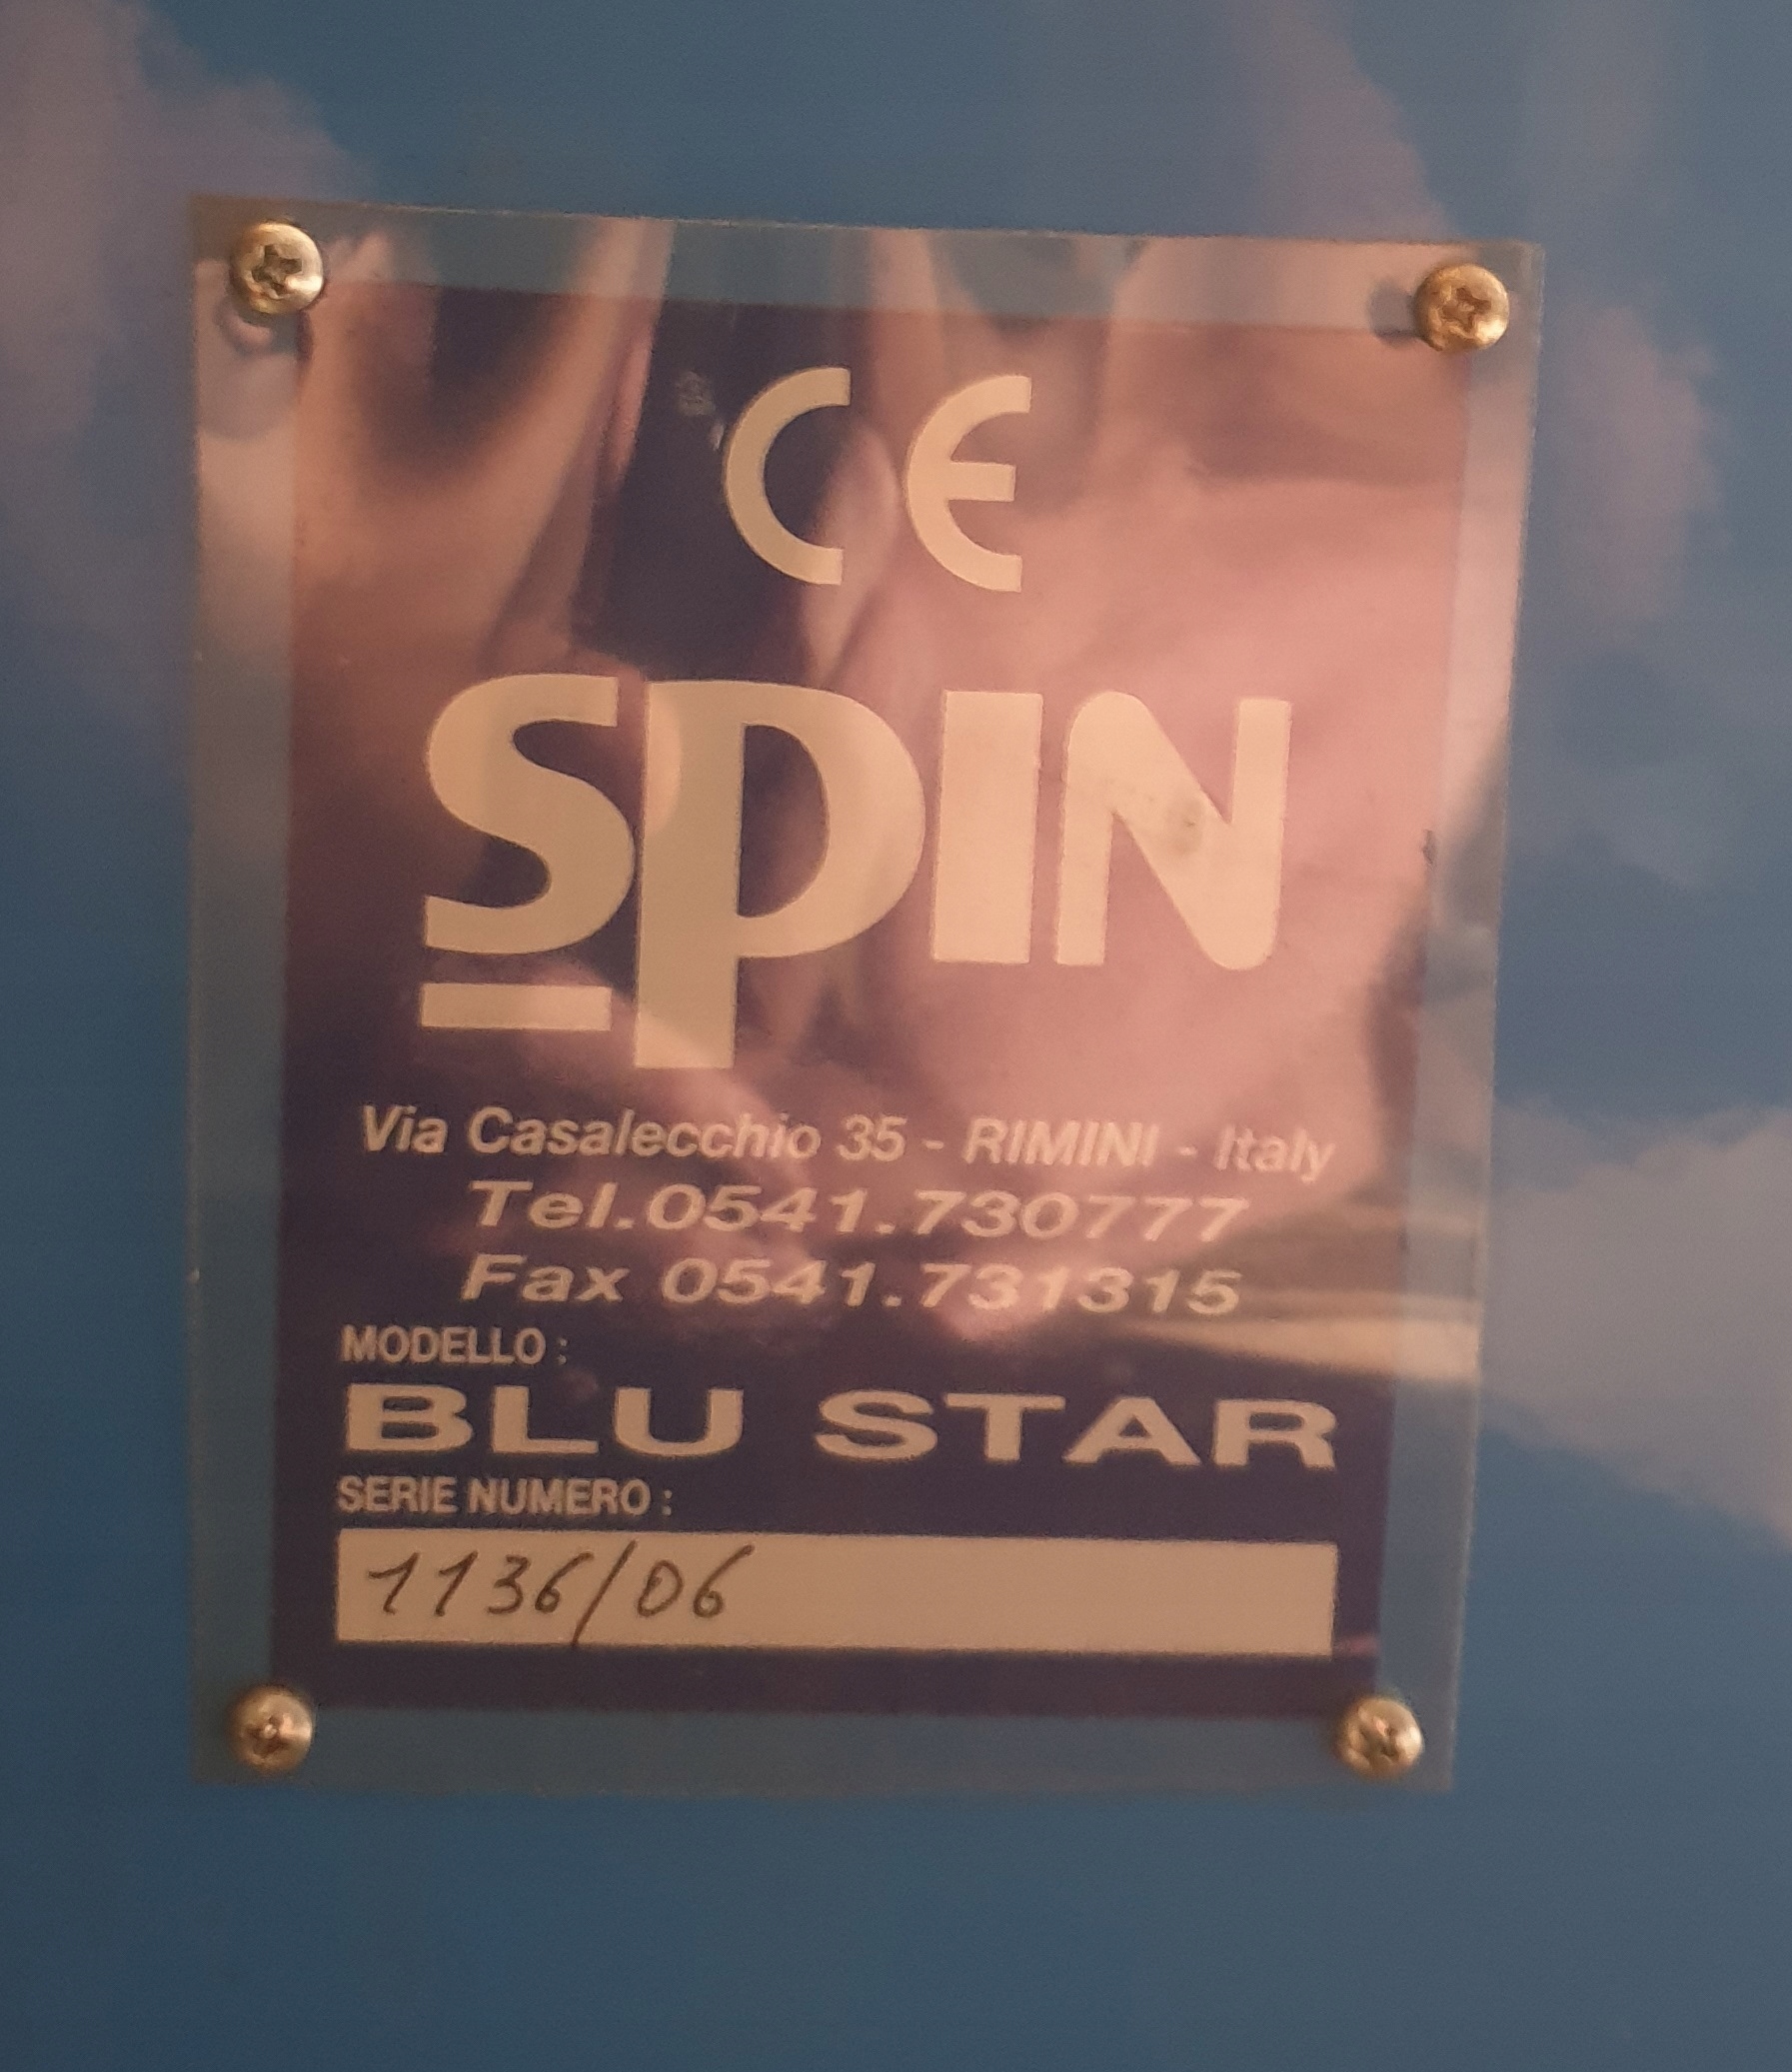 CE
SPIN
Via Casalecchio 35 - RIMINI - Italy
Tel.0541.730777
Fax 0541.731315
MODELLO :
BLU STAR
SERIE NUMERO :
1136/06